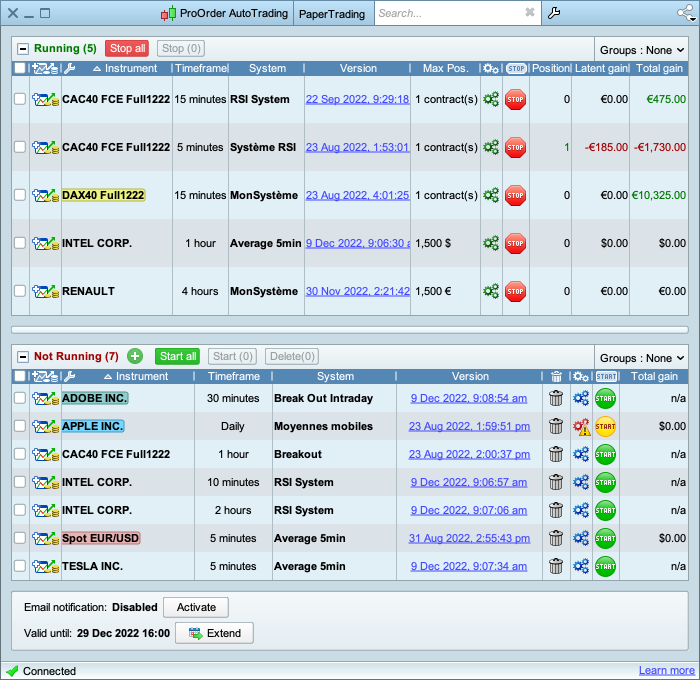 ProOrder AutoTrading PaperTrading Search...
Running (5) Stop all Stop (0) Groups : None
Instrument Timeframe System Version Max Pos. STOP Position Latent gain Total gain
CAC40 FCE Full1222 15 minutes RSI System 22 Sep 2022, 9:29:18 1 contract(s) STOP 0 €0.00 €475.00
CAC40 FCE Full1222 5 minutes Système RSI 23 Aug 2022, 1:53:01 1 contract(s) STOP 1 -€185.00 -€1,730.00
DAX40 Full1222 15 minutes MonSystème 23 Aug 2022, 4:01:25 1 contract(s) STOP 0 €0.00 €10,325.00
INTEL CORP. 1 hour Average 5min 9 Dec 2022, 9:06:30 1,500 $ STOP 0 $0.00 $0.00
RENAULT 4 hours MonSystème 30 Nov 2022, 2:21:42 1,500 € STOP 0 €0.00 €0.00
Not Running (7) Start all Start (0) Delete(0) Groups : None
Instrument Timeframe System Version START Total gain
ADOBE INC. 30 minutes Break Out Intraday 9 Dec 2022, 9:08:54 am START n/a
APPLE INC. Daily Moyennes mobiles 23 Aug 2022, 1:59:51 pm START $0.00
CAC40 FCE Full1222 1 hour Breakout 23 Aug 2022, 2:00:37 pm START n/a
INTEL CORP. 10 minutes RSI System 9 Dec 2022, 9:06:57 am START n/a
INTEL CORP. 2 hours RSI System 9 Dec 2022, 9:07:06 am START n/a
Spot EUR/USD 5 minutes Average 5min 31 Aug 2022, 2:55:43 pm START $0.00
TESLA INC. 5 minutes Average 5min 9 Dec 2022, 9:07:34 am START n/a
Email notification: Disabled Activate
Valid until: 29 Dec 2022 16:00 Extend
Connected Learn more